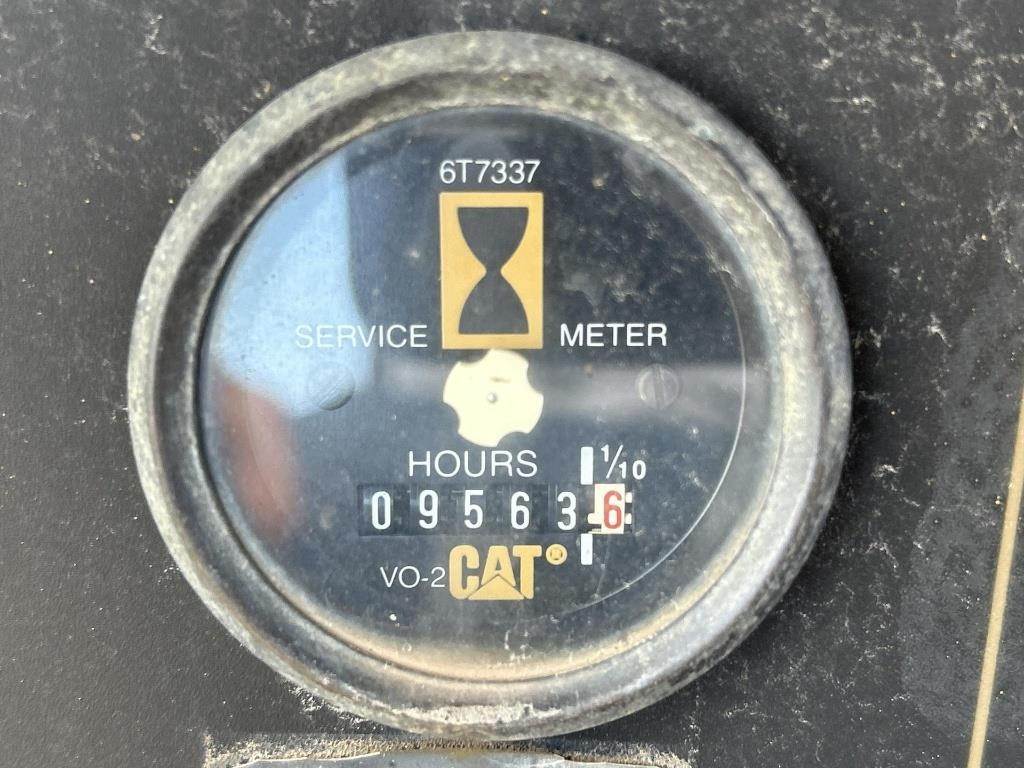 6T7337
SERVICE METER
HOURS 1/10
095636
VO-2 CAT®